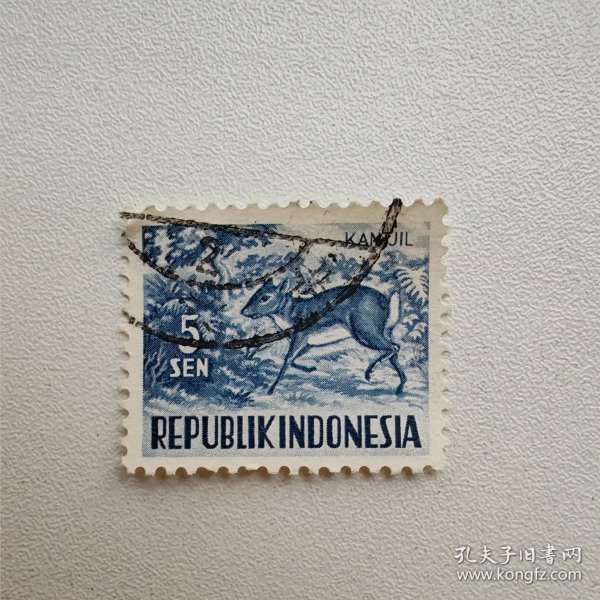 KANTJIL
5
SEN
REPUBLIK INDONESIA
孔夫子旧书网
www.kongfz.com